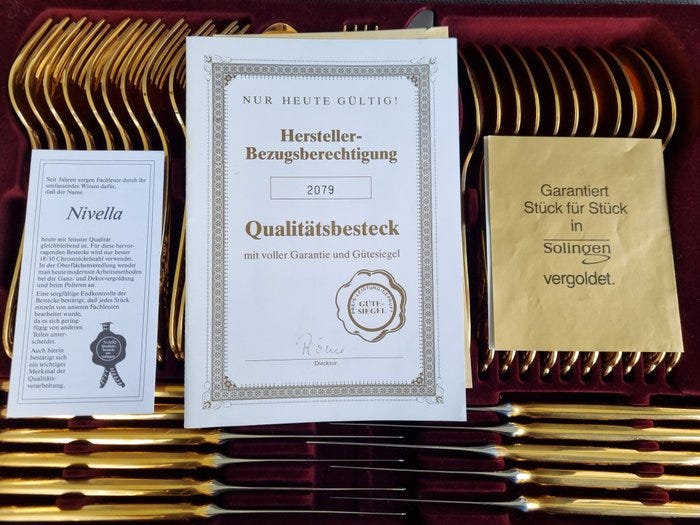 Seit Jahren sorgen Fachleute durch ihr
umfassendes Wissen dafür,
daß der Name
Nivella
heute mit feinster Qualität
gleichbleibend ist. Für diese hervor-
ragenden Bestecke wird nur bester
18/10 Chromnickelstahl verwendet.
In der Oberflächenveredlung wendet
man heute modernste Arbeitsmethoden
bei der Ganz- und Dekorvergoldung
und beim Polieren an.
Eine sorgfältige Endkontrolle der
Bestecke bestätigt, daß jedes Stück
einzeln von unseren Fachleuten
bearbeitet wurde,
da es sich gering-
fügig von anderen
Teilen unter-
scheidet.
Auch hierin
bestätigt sich
ein wichtiges
Merkmal der
Qualitäts-
verarbeitung.
Nivella
NUR HEUTE GÜLTIG!
Hersteller-
Bezugsberechtigung
2079
Qualitätsbesteck
mit voller Garantie und Gütesiegel
GÜTE-
SIEGEL
Direktor
Garantiert
Stück für Stück
in
Solingen
vergoldet.